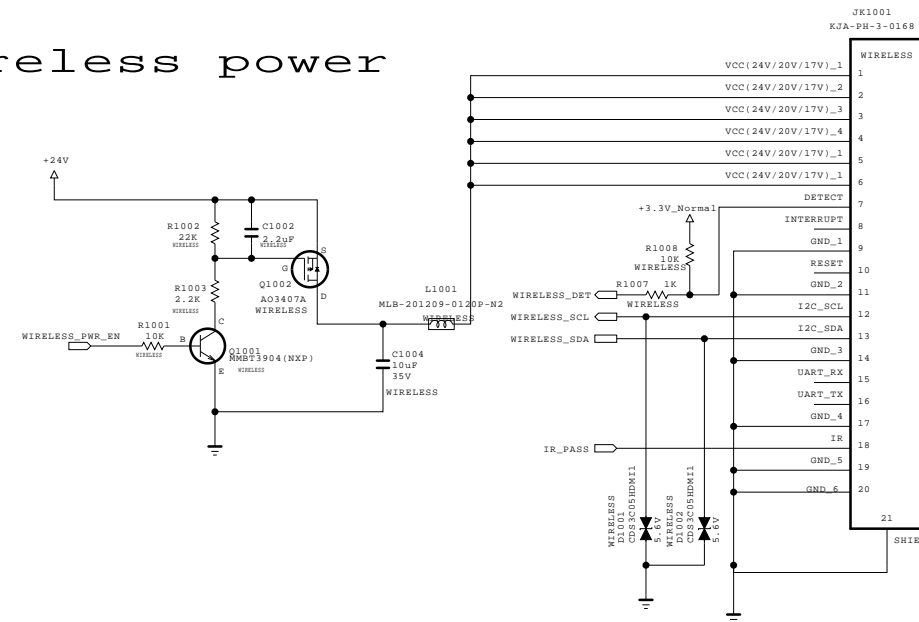 reless power
JK1001
KJA-PH-3-0168
WIRELESS
VCC(24V/20V/17V)_1
1
VCC(24V/20V/17V)_2
2
VCC(24V/20V/17V)_3
3
VCC(24V/20V/17V)_4
4
VCC(24V/20V/17V)_1
5
VCC(24V/20V/17V)_1
6
DETECT
7
INTERRUPT
8
GND_1
9
RESET
10
GND_2
11
I2C_SCL
12
I2C_SDA
13
GND_3
14
UART_RX
15
UART_TX
16
GND_4
17
IR
18
GND_5
19
GND_6
20
21
SHIE
+24V
R1002
22K
WIRELESS
C1002
2.2uF
WIRELESS
R1003
2.2K
WIRELESS
S
G
D
Q1002
AO3407A
WIRELESS
WIRELESS_PWR_EN
R1001
10K
WIRELESS
C
B
E
Q1001
MMBT3904(NXP)
WIRELESS
L1001
MLB-201209-0120P-N2
WIRELESS
C1004
10uF
35V
WIRELESS
+3.3V_Normal
R1008
10K
WIRELESS
R1007 1K
WIRELESS
WIRELESS_DET
WIRELESS_SCL
WIRELESS_SDA
IR_PASS
WIRELESS
D1001
CDS3C05HDMI1
5.6V
WIRELESS
D1002
CDS3C05HDMI1
5.6V